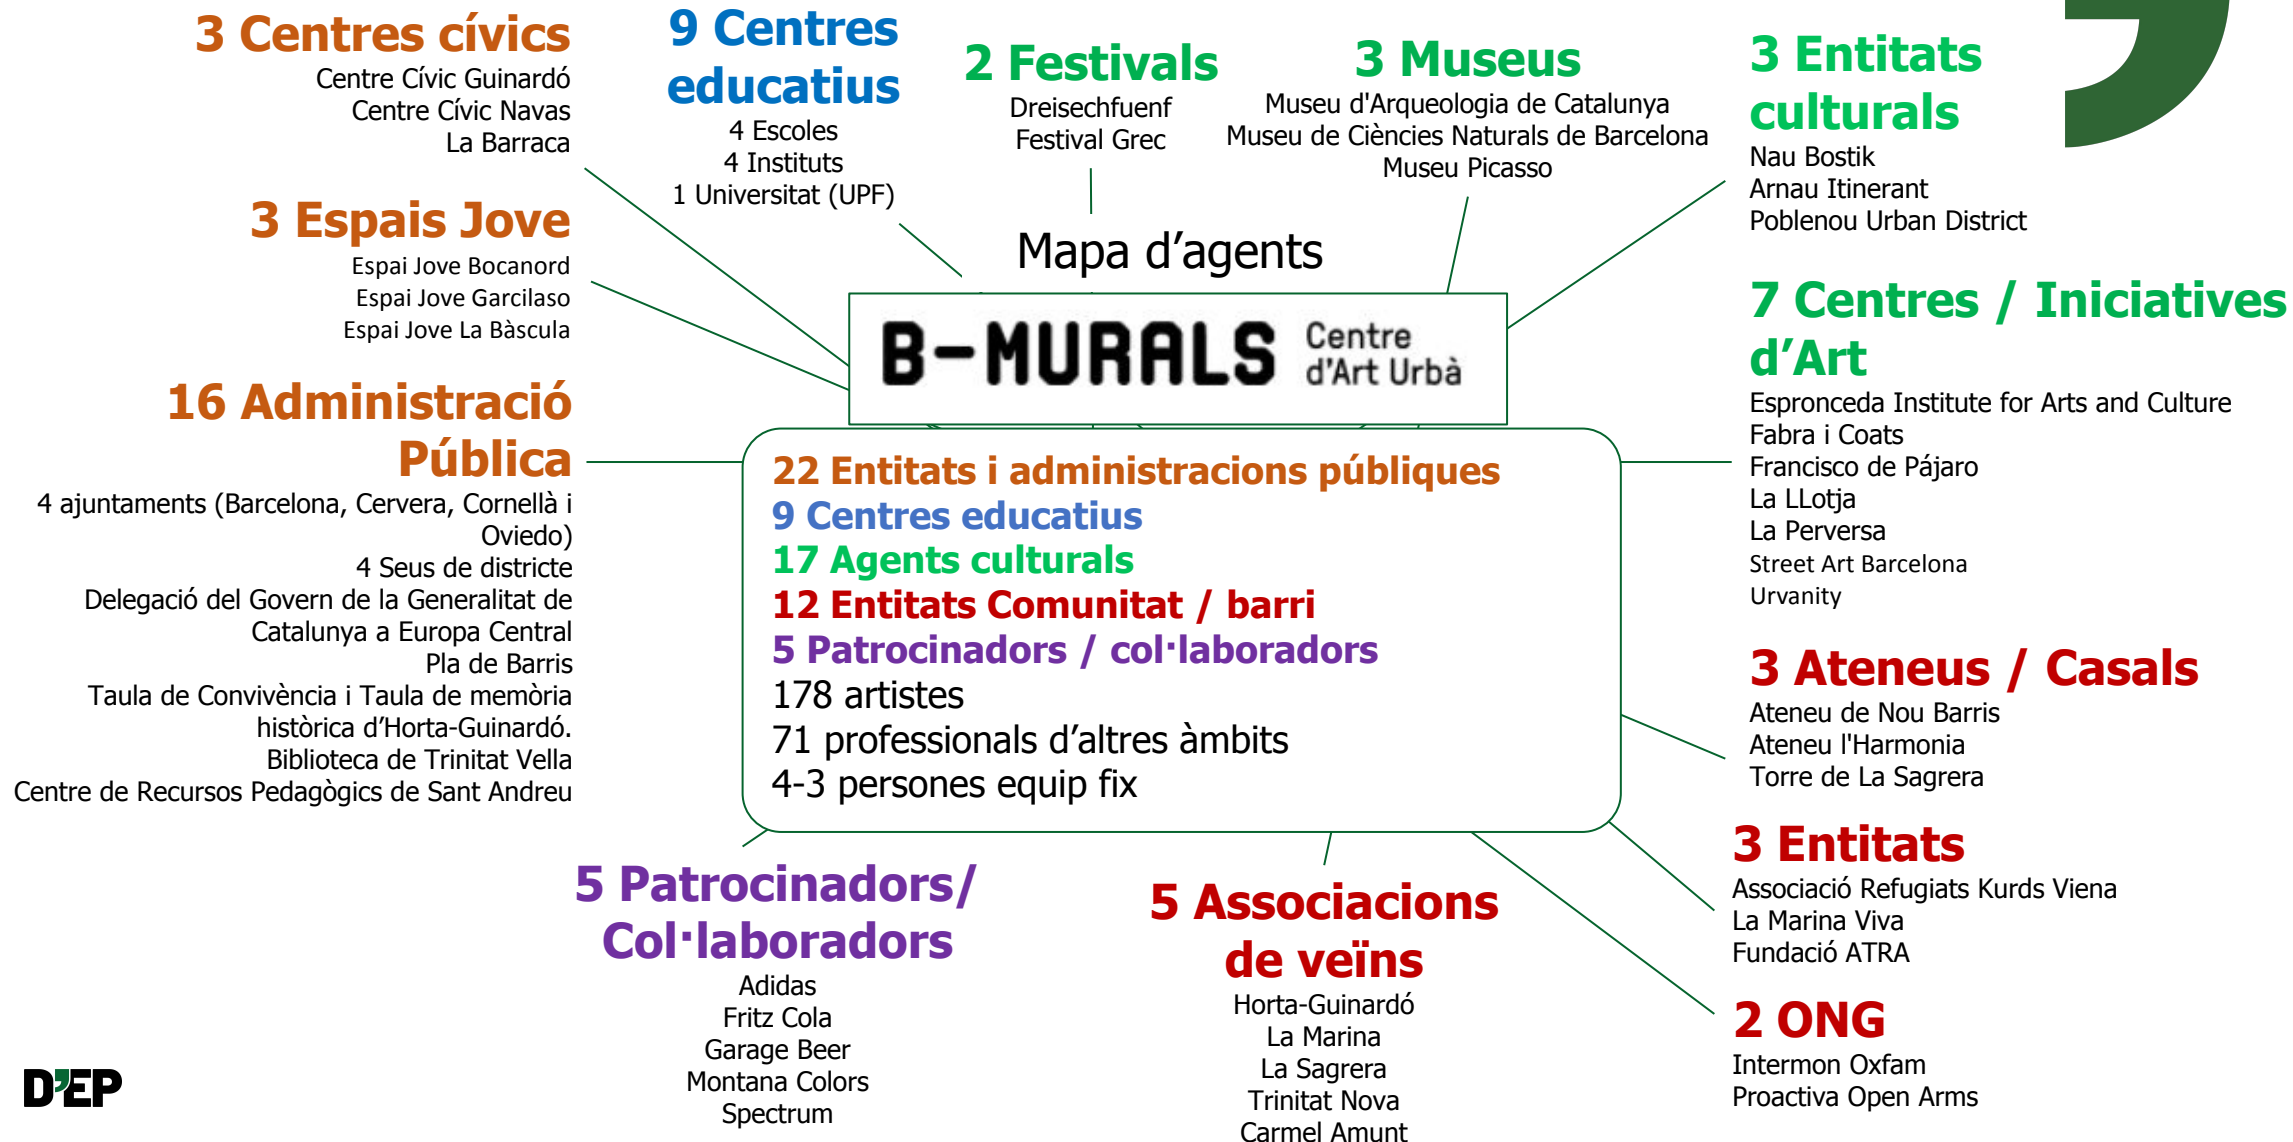 3 Centres cívics
Centre Cívic Guinardó
Centre Cívic Navas
La Barraca
9 Centres
educatius
4 Escoles
4 Instituts
1 Universitat (UPF)
2 Festivals
Dreisechfuenf
Festival Grec
3 Museus
Museu d'Arqueologia de Catalunya
Museu de Ciències Naturals de Barcelona
Museu Picasso
3 Entitats
culturals
Nau Bostik
Arnau Itinerant
Poblenou Urban District
3 Espais Jove
Espai Jove Bocanord
Espai Jove Garcilaso
Espai Jove La Bàscula
Mapa d’agents
B-MURALS Centre
d'Art Urbà
7 Centres / Iniciatives
d’Art
Espronceda Institute for Arts and Culture
Fabra i Coats
Francisco de Pájaro
La LLotja
La Perversa
Street Art Barcelona
Urvanity
16 Administració
Pública
4 ajuntaments (Barcelona, Cervera, Cornellà i
Oviedo)
4 Seus de districte
Delegació del Govern de la Generalitat de
Catalunya a Europa Central
Pla de Barris
Taula de Convivència i Taula de memòria
històrica d’Horta-Guinardó.
Biblioteca de Trinitat Vella
Centre de Recursos Pedagògics de Sant Andreu
22 Entitats i administracions públiques
9 Centres educatius
17 Agents culturals
12 Entitats Comunitat / barri
5 Patrocinadors / col·laboradors
178 artistes
71 professionals d’altres àmbits
4-3 persones equip fix
3 Ateneus / Casals
Ateneu de Nou Barris
Ateneu l'Harmonia
Torre de La Sagrera
3 Entitats
Associació Refugiats Kurds Viena
La Marina Viva
Fundació ATRA
2 ONG
Intermon Oxfam
Proactiva Open Arms
5 Patrocinadors/
Col·laboradors
Adidas
Fritz Cola
Garage Beer
Montana Colors
Spectrum
5 Associacions
de veïns
Horta-Guinardó
La Marina
La Sagrera
Trinitat Nova
Carmel Amunt
D’EP